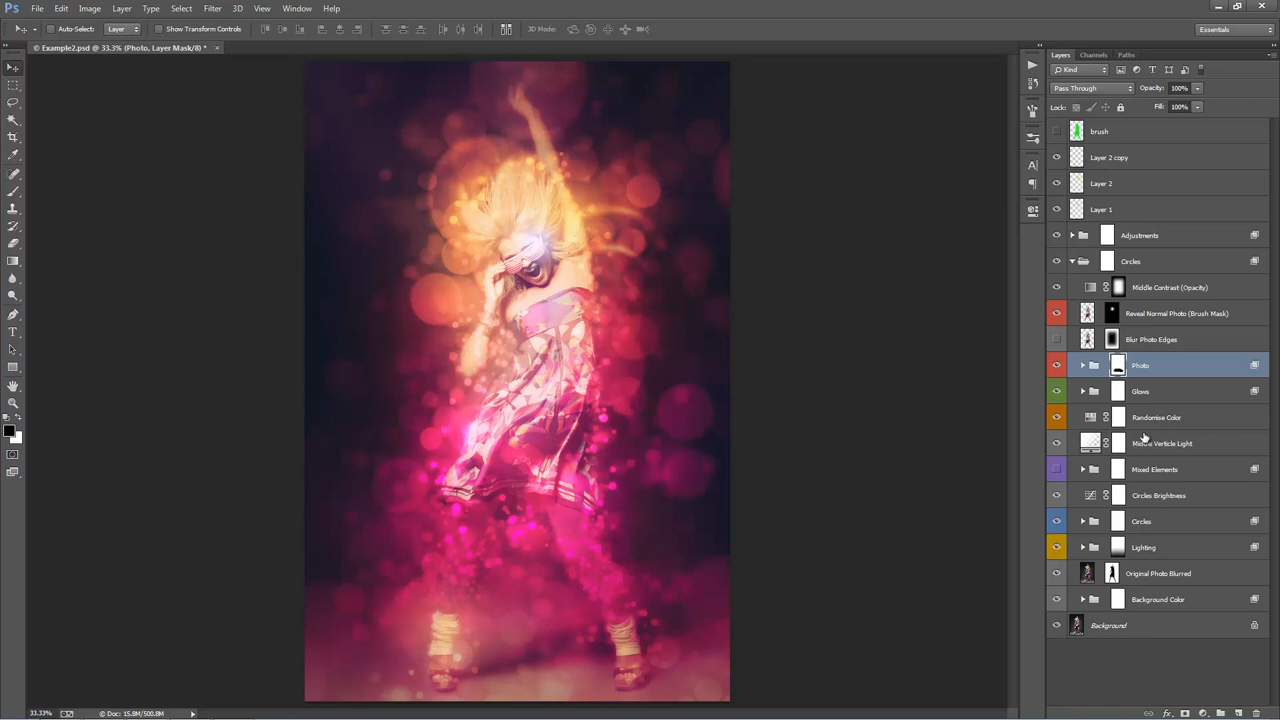 Ps File Edit Image Layer Type Select Filter 3D View Window Help
Auto-Select: Layer Show Transform Controls 3D Mode: Essentials
© Example2.psd @ 33.3% (Photo, Layer Mask/8) * ×
Layers Channels Paths
Kind
Pass Through Opacity: 100%
Lock: Fill: 100%
brush
Layer 2 copy
Layer 2
Layer 1
Adjustments
Circles
Middle Contrast (Opacity)
Reveal Normal Photo (Brush Mask)
Blur Photo Edges
Photo
Glows
Randomise Color
Middle Verticle Light
Mixed Elements
Circles Brightness
Circles
Lighting
Original Photo Blurred
Background Color
Background
33.33% © Doc: 15.8M/500.8M